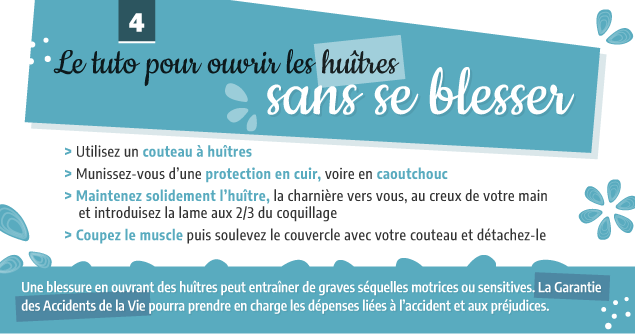 4
Le tuto pour ouvrir les huîtres
sans se blesser
> Utilisez un couteau à huîtres
> Munissez-vous d'une protection en cuir, voire en caoutchouc
> Maintenez solidement l'huître, la charnière vers vous, au creux de votre main
et introduisez la lame aux 2/3 du coquillage
> Coupez le muscle puis soulevez le couvercle avec votre couteau et détachez-le
Une blessure en ouvrant des huîtres peut entraîner de graves séquelles motrices ou sensitives. La Garantie
des Accidents de la Vie pourra prendre en charge les dépenses liées à l'accident et aux préjudices.